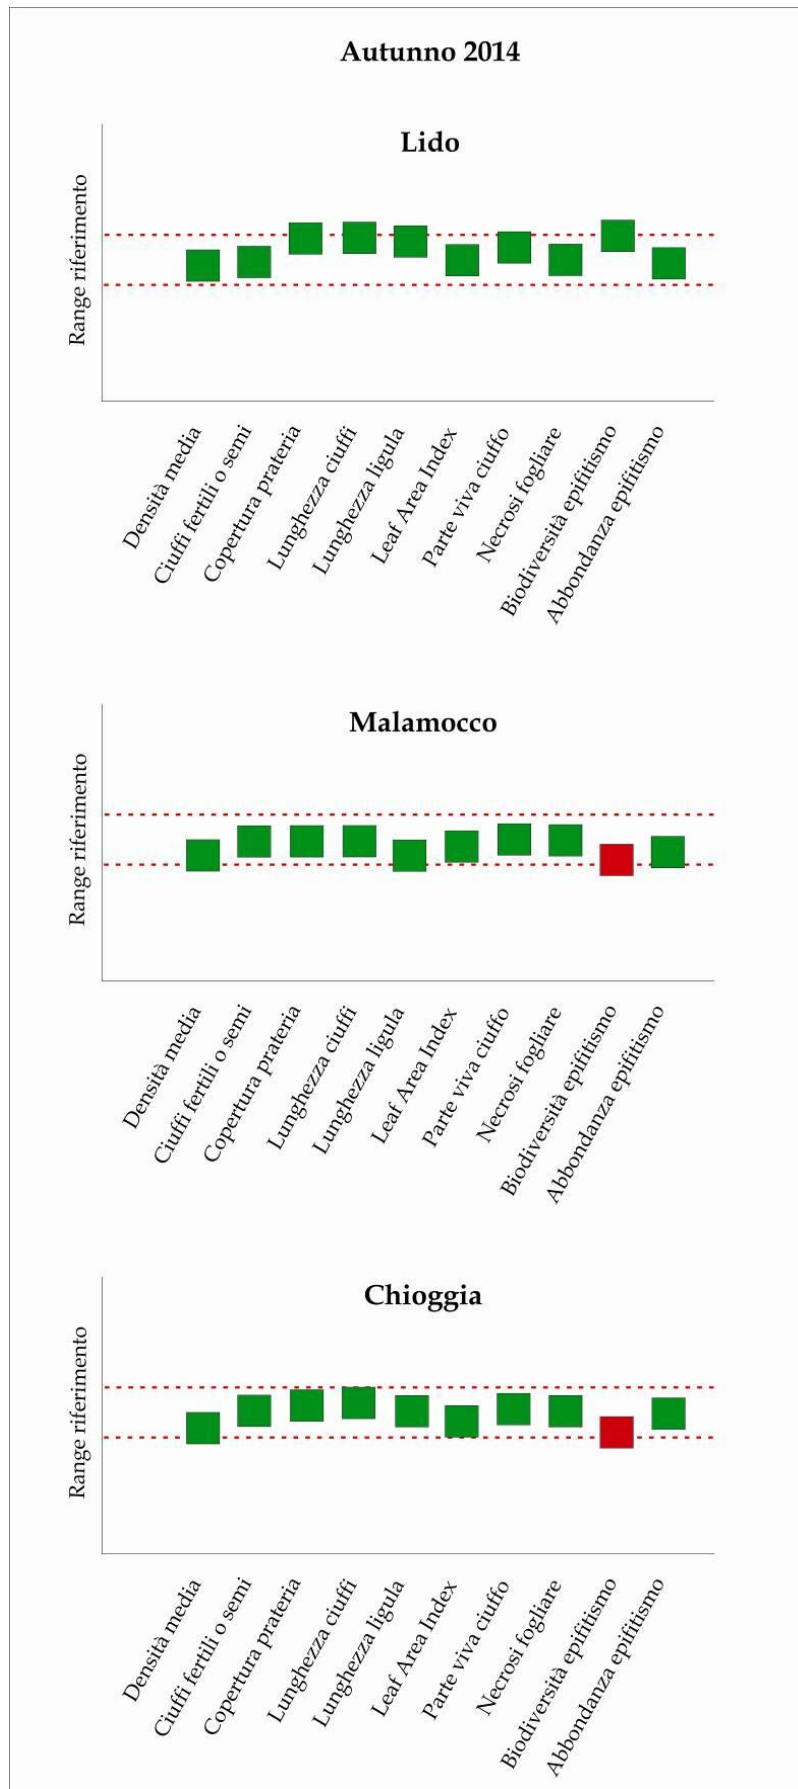 Autunno 2014
Lido
Range riferimento
Densità media
Ciuffi fertili o semi
Copertura prateria
Lunghezza ciuffi
Lunghezza ligula
Leaf Area Index
Parte viva ciuffo
Necrosi fogliare
Biodiversità epifitismo
Abbondanza epifitismo
Malamocco
Range riferimento
Densità media
Ciuffi fertili o semi
Copertura prateria
Lunghezza ciuffi
Lunghezza ligula
Leaf Area Index
Parte viva ciuffo
Necrosi fogliare
Biodiversità epifitismo
Abbondanza epifitismo
Chioggia
Range riferimento
Densità media
Ciuffi fertili o semi
Copertura prateria
Lunghezza ciuffi
Lunghezza ligula
Leaf Area Index
Parte viva ciuffo
Necrosi fogliare
Biodiversità epifitismo
Abbondanza epifitismo